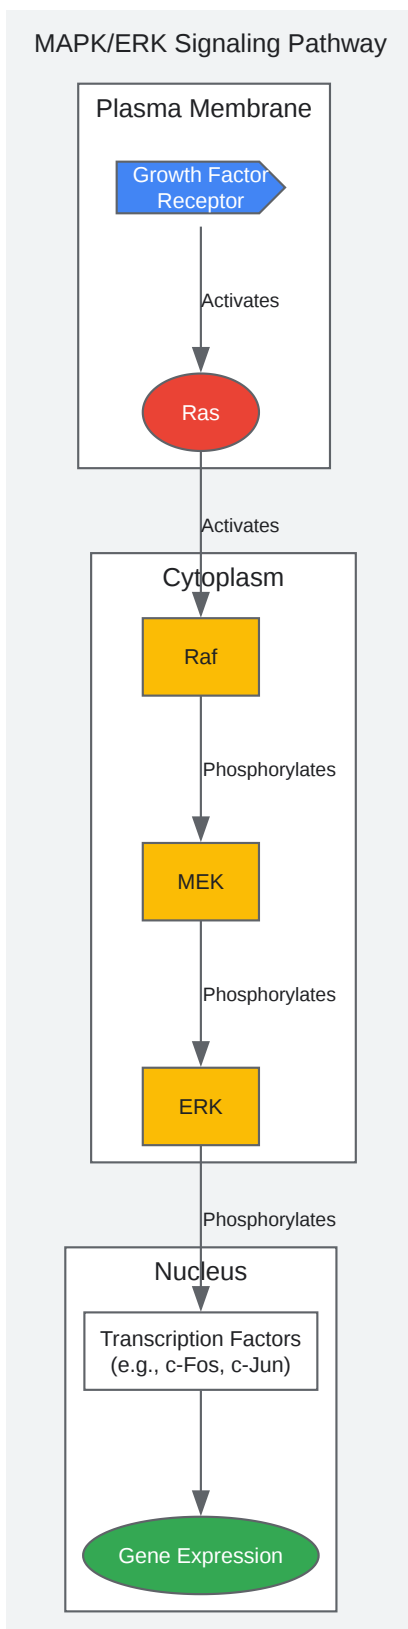 MAPK/ERK Signaling Pathway
Plasma Membrane
Growth Factor
Receptor
Activates
Ras
Activates
Cytoplasm
Raf
Phosphorylates
MEK
Phosphorylates
ERK
Phosphorylates
Nucleus
Transcription Factors
(e.g., c-Fos, c-Jun)
Gene Expression